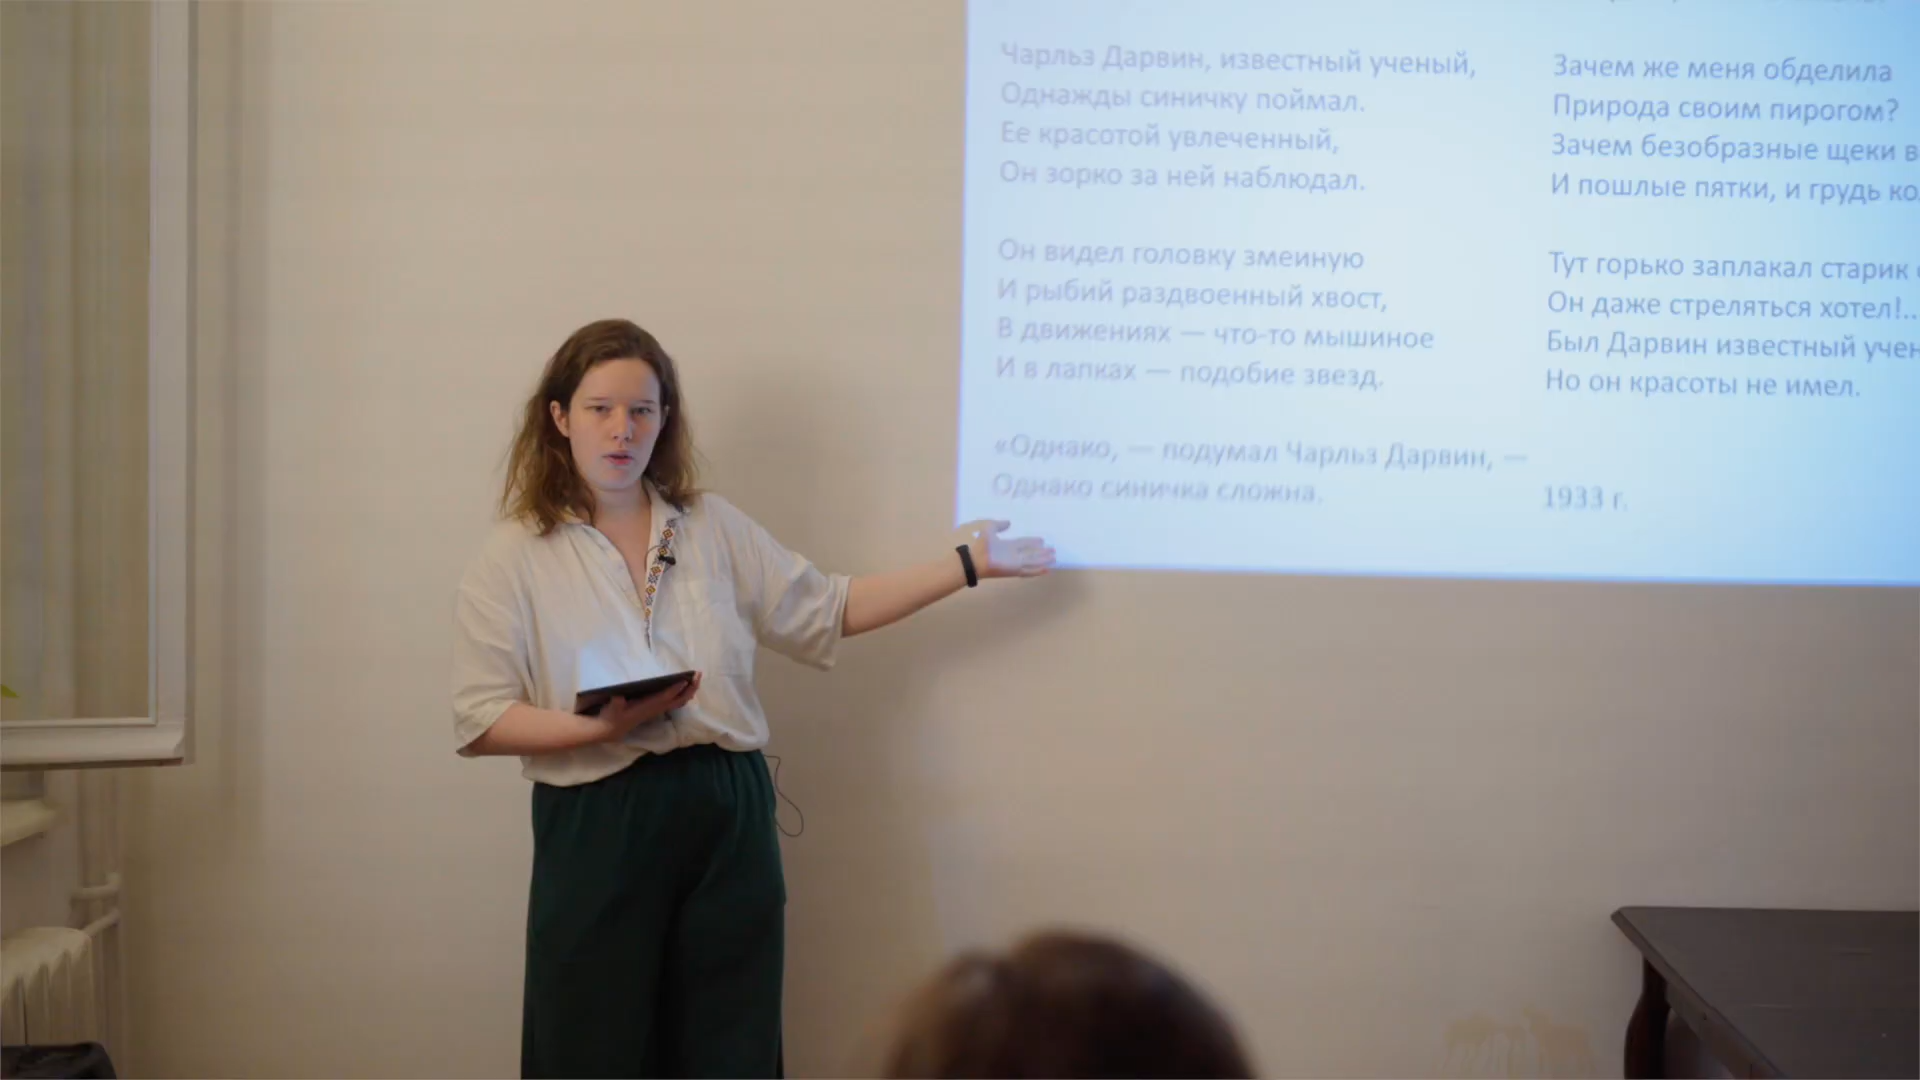 Чарльз Дарвин, известный ученый,
Однажды синичку поймал.
Ее красотой увлеченный,
Он зорко за ней наблюдал.
Он видел головку змеиную
И рыбий раздвоенный хвост,
В движениях — что-то мышиное
И в лапках — подобие звезд.
«Однако, — подумал Чарльз Дарвин, —
Однако синичка сложна.
Зачем же меня обделила
Природа своим пирогом?
Зачем безобразные щеки
И пошлые пятки, и грудь
Тут горько заплакал старик
Он даже стреляться хотел!..
Был Дарвин известный
Но он красоты не имел.
1933 г.